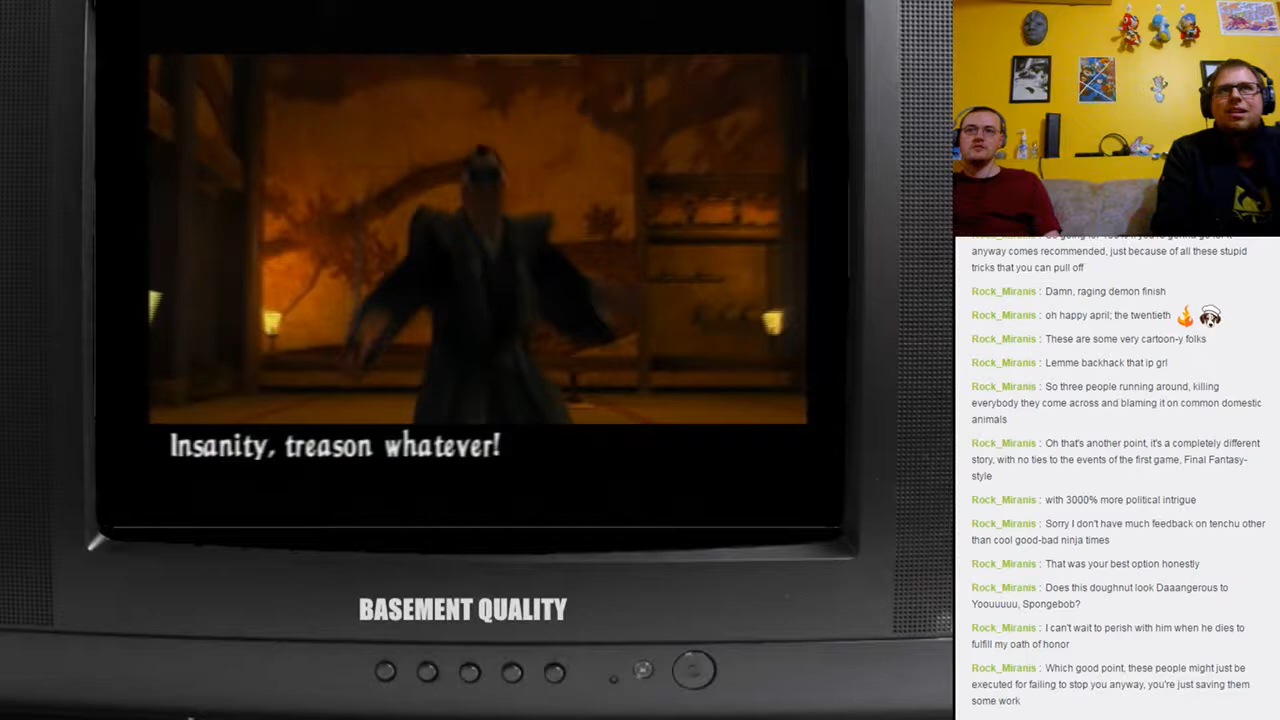 Insanity, treason whatever!
BASEMENT QUALITY
anyway comes recommended, just because of all these stupid
tricks that you can pull off
Rock_Miranis : Damn, raging demon finish
Rock_Miranis : oh happy april; the twentieth
Rock_Miranis : These are some very cartoon-y folks
Rock_Miranis : Lemme backhack that ip grl
Rock_Miranis : So three people running around, killing
everybody they come across and blaming it on common domestic
animals
Rock_Miranis : Oh that's another point, it's a completely different
story, with no ties to the events of the first game, Final Fantasy-
style
Rock_Miranis : with 3000% more political intrigue
Rock_Miranis : Sorry I don't have much feedback on tenchu other
than cool good-bad ninja times
Rock_Miranis : That was your best option honestly
Rock_Miranis : Does this doughnut look Daaangerous to
Yoouuuuu, Spongebob?
Rock_Miranis : I can't wait to perish with him when he dies to
fulfill my oath of honor
Rock_Miranis : Which good point, these people might just be
executed for failing to stop you anyway, you're just saving them
some work